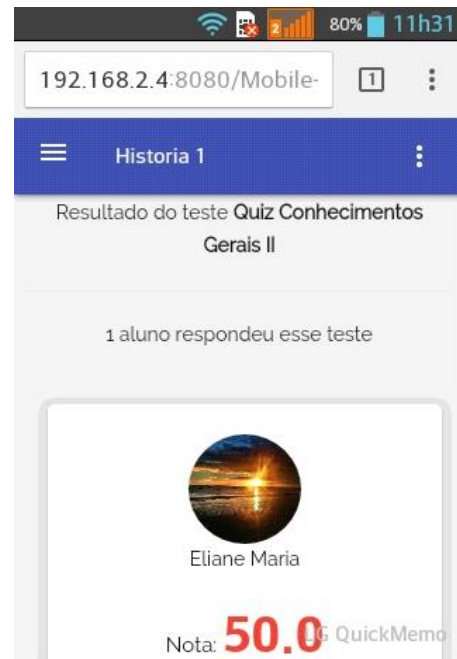 2 80% 11h31
192.168.2.4:8080/Mobile- 1
Historia 1
Resultado do teste Quiz Conhecimentos
Gerais II
1 aluno respondeu esse teste
Eliane Maria
Nota: 50.0
LG QuickMemo